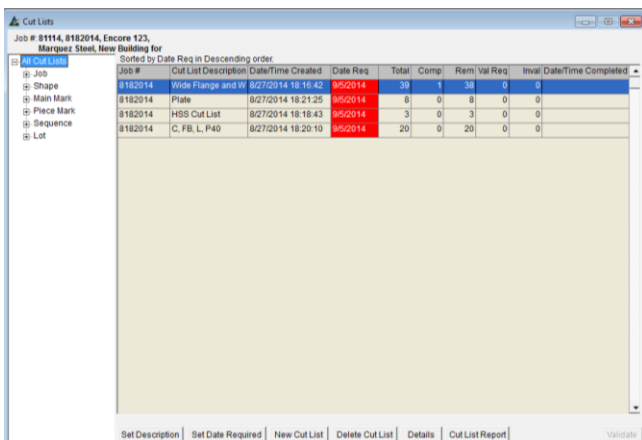 Cut Lists
Job #: 81114, 8182014, Encore 123,
Marquez Steel, New Building for
All Cut Lists
Job
Shape
Main Mark
Piece Mark
Sequence
Lot
Sorted by Date Req in Descending order.
Job # Cut List Description Date/Time Created Date Req Total Comp Rem Val Req Inval Date/Time Completed
8182014 Wide Flange and W 8/27/2014 18:16:42 9/5/2014 39 1 38 0 0
8182014 Plate 8/27/2014 18:21:25 9/5/2014 8 0 8 0 0
8182014 HSS Cut List 8/27/2014 18:18:43 9/5/2014 3 0 3 0 0
8182014 C, FB, L, P40 8/27/2014 18:20:10 9/5/2014 20 0 20 0 0
Set Description Set Date Required New Cut List Delete Cut List Details Cut List Report Validate